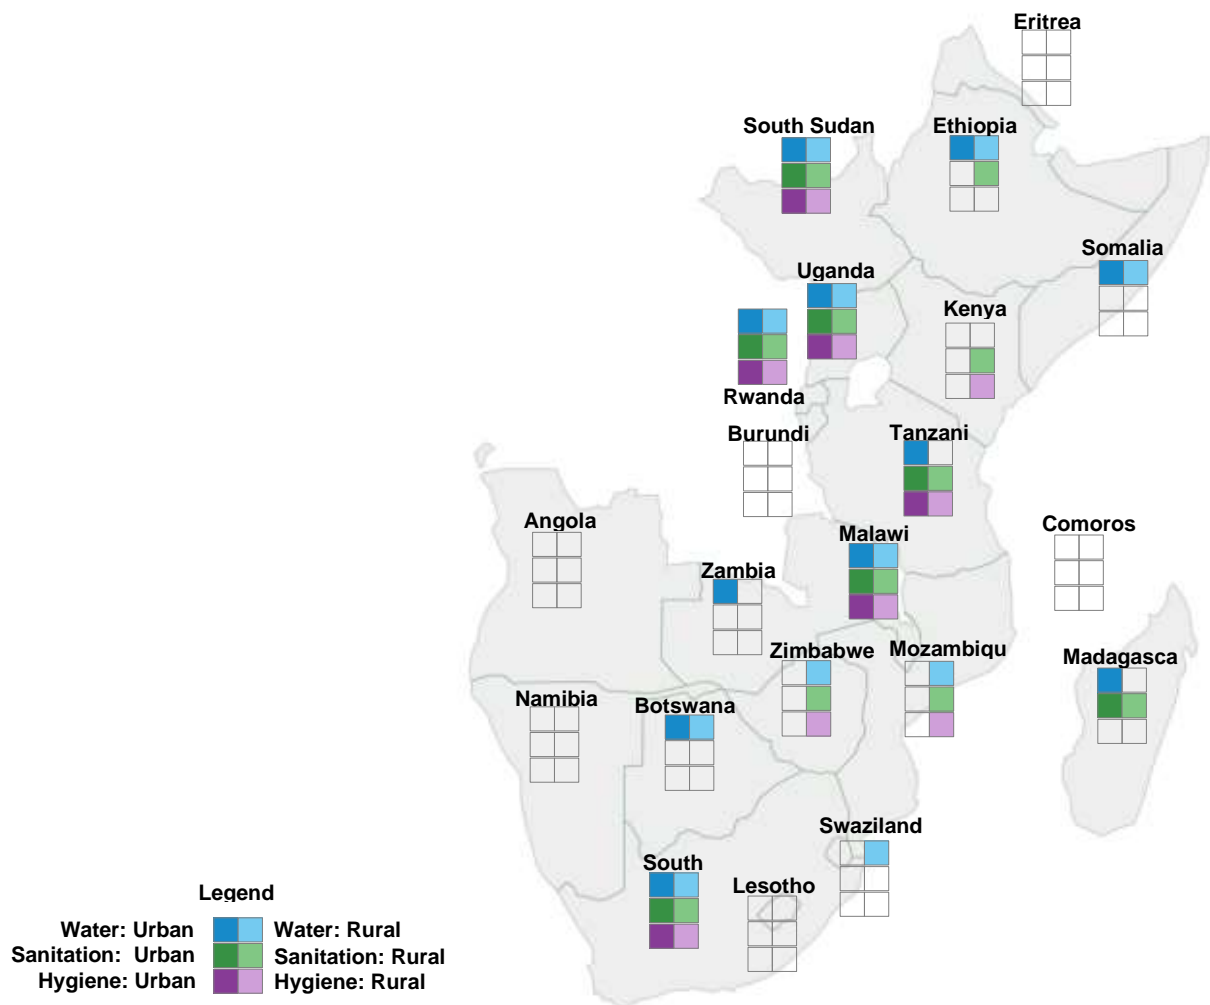 Eritrea
South Sudan
Ethiopia
Somalia
Uganda
Kenya
Rwanda
Burundi
Tanzani
Angola
Comoros
Malawi
Zambia
Zimbabwe
Mozambiqu
Madagasca
Namibia
Botswana
Swaziland
South
Lesotho
Legend
Water: Urban Water: Rural
Sanitation: Urban Sanitation: Rural
Hygiene: Urban Hygiene: Rural